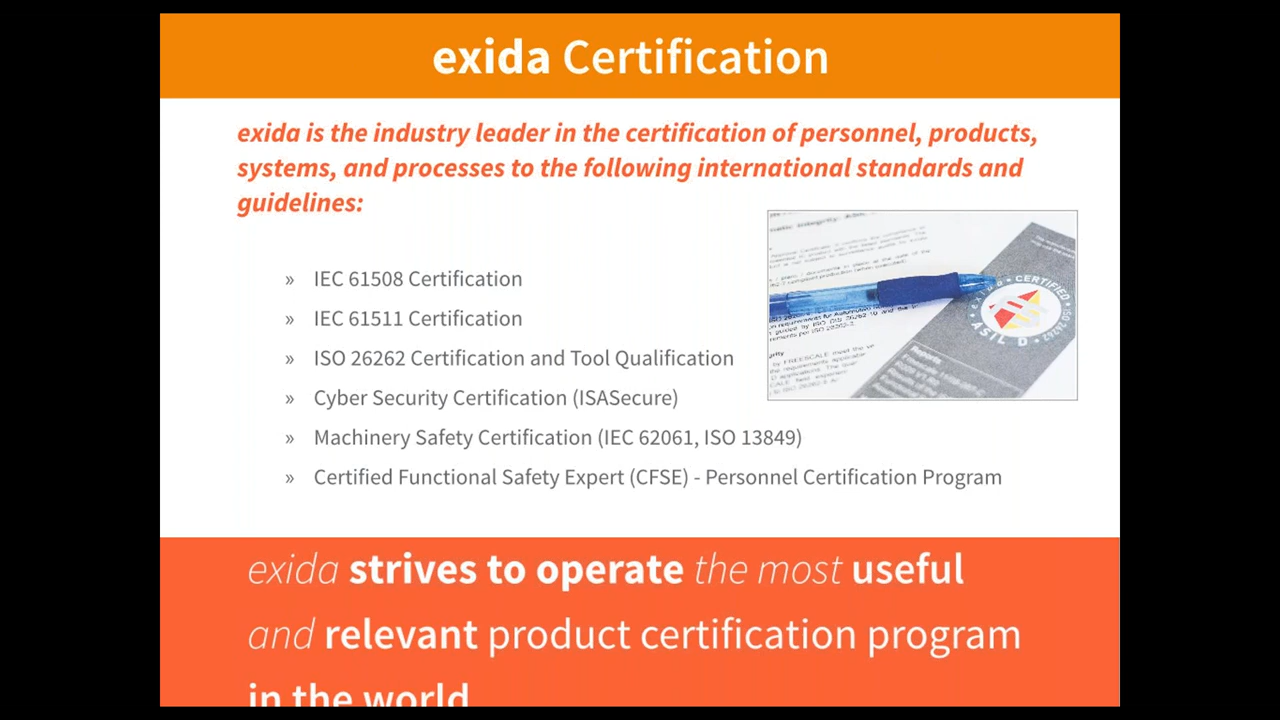 exida Certification
exida is the industry leader in the certification of personnel, products,
systems, and processes to the following international standards and
guidelines:
» IEC 61508 Certification
» IEC 61511 Certification
» ISO 26262 Certification and Tool Qualification
» Cyber Security Certification (ISASecure)
» Machinery Safety Certification (IEC 62061, ISO 13849)
» Certified Functional Safety Expert (CFSE) - Personnel Certification Program
CERTIFIED
ASIL D
exida strives to operate the most useful
and relevant product certification program
in the world